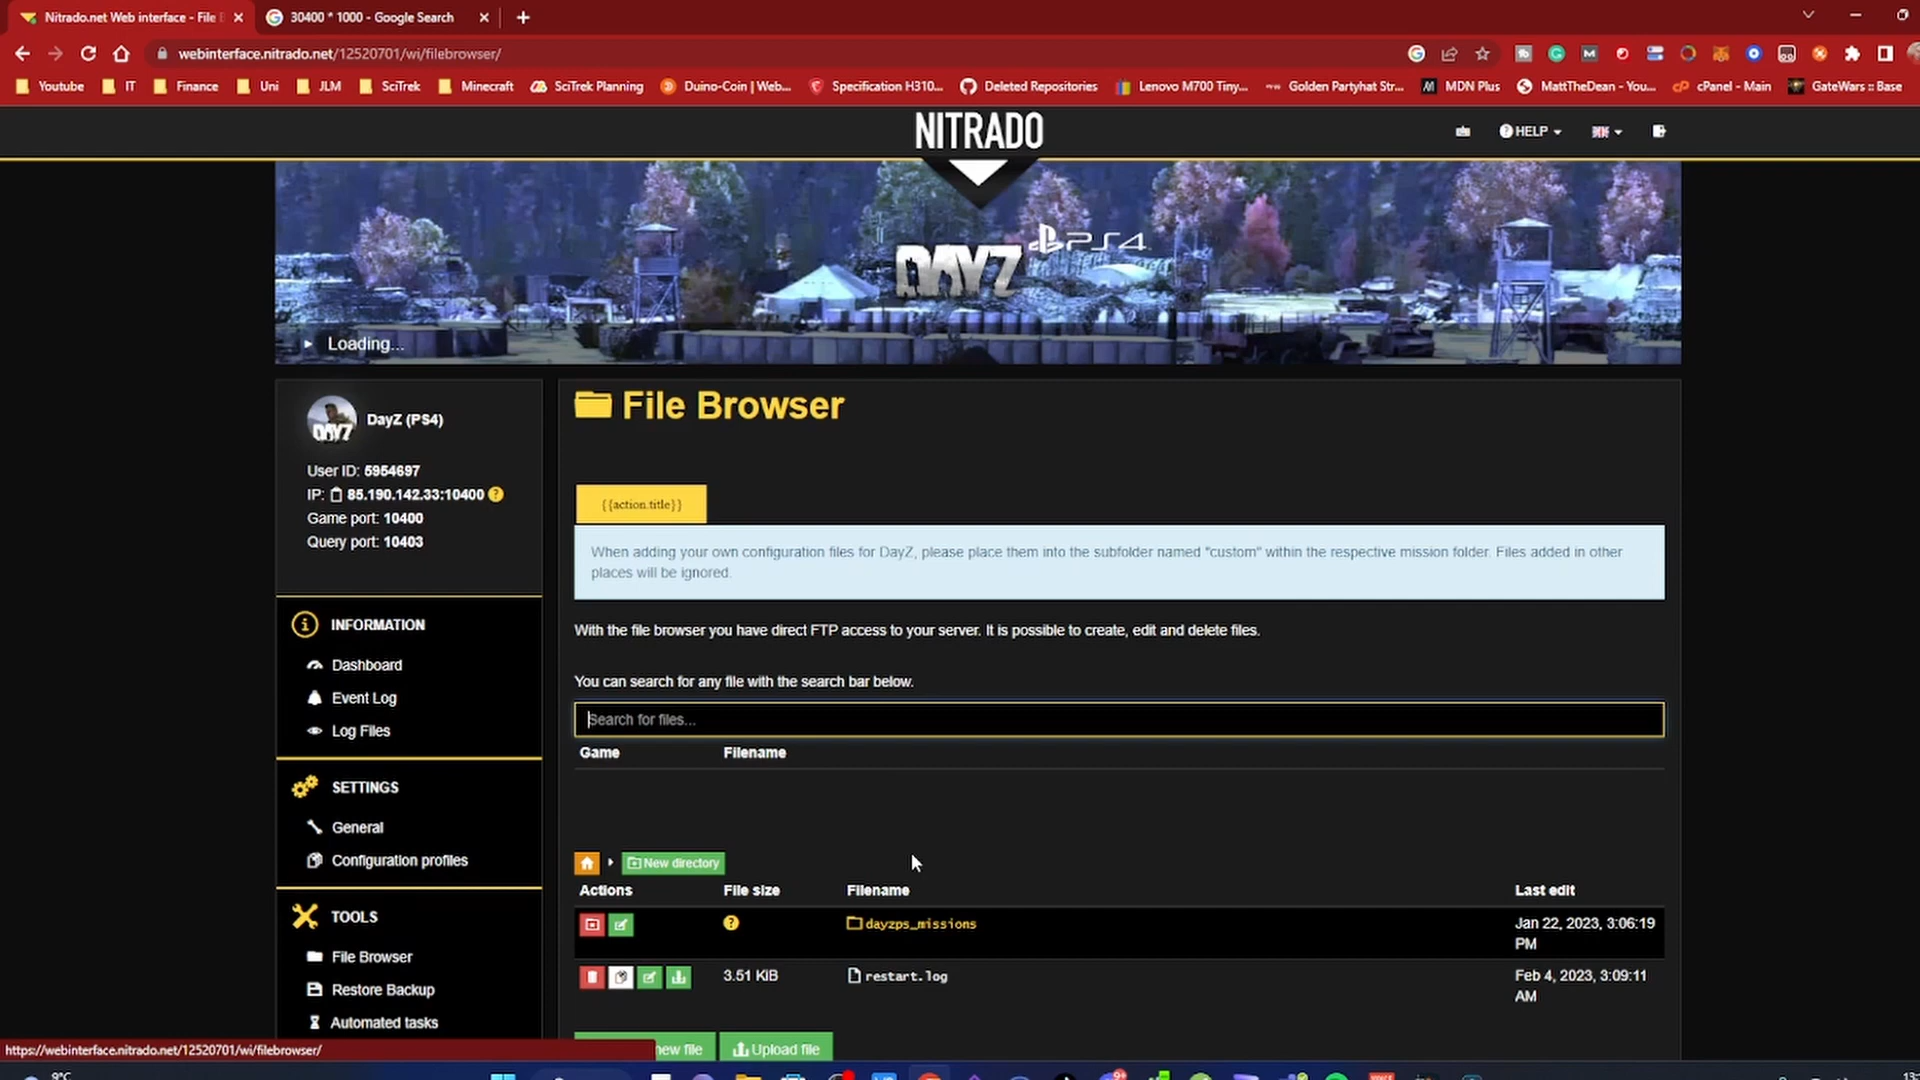 Nitrado.net Web interface - File B
30400 * 1000 - Google Search
webinterface.nitrado.net/12520701/wi/filebrowser/
Youtube
IT
Finance
Uni
JLM
SciTrek
Minecraft
SciTrek Planning
Duino-Coin | Web...
Specification H310...
Deleted Repositories
Lenovo M700 Tiny...
Golden Partyhat Str...
MDN Plus
MattTheDean - You...
cPanel - Main
GateWars :: Base
NITRADO
HELP
DAYZ PS4
Loading...
DayZ (PS4)
DAYZ
User ID: 5954697
IP: 85.190.142.33:10400
Game port: 10400
Query port: 10403
INFORMATION
Dashboard
Event Log
Log Files
SETTINGS
General
Configuration profiles
TOOLS
File Browser
Restore Backup
Automated tasks
File Browser
{{action.title}}
When adding your own configuration files for DayZ, please place them into the subfolder named "custom" within the respective mission folder. Files added in other
places will be ignored.
With the file browser you have direct FTP access to your server. It is possible to create, edit and delete files.
You can search for any file with the search bar below.
Search for files...
Game Filename
New directory
Actions File size Filename Last edit
dayzps_missions Jan 22, 2023, 3:06:19
PM
3.51 KiB restart.log Feb 4, 2023, 3:09:11
AM
new file Upload file
https://webinterface.nitrado.net/12520701/wi/filebrowser/
9°C